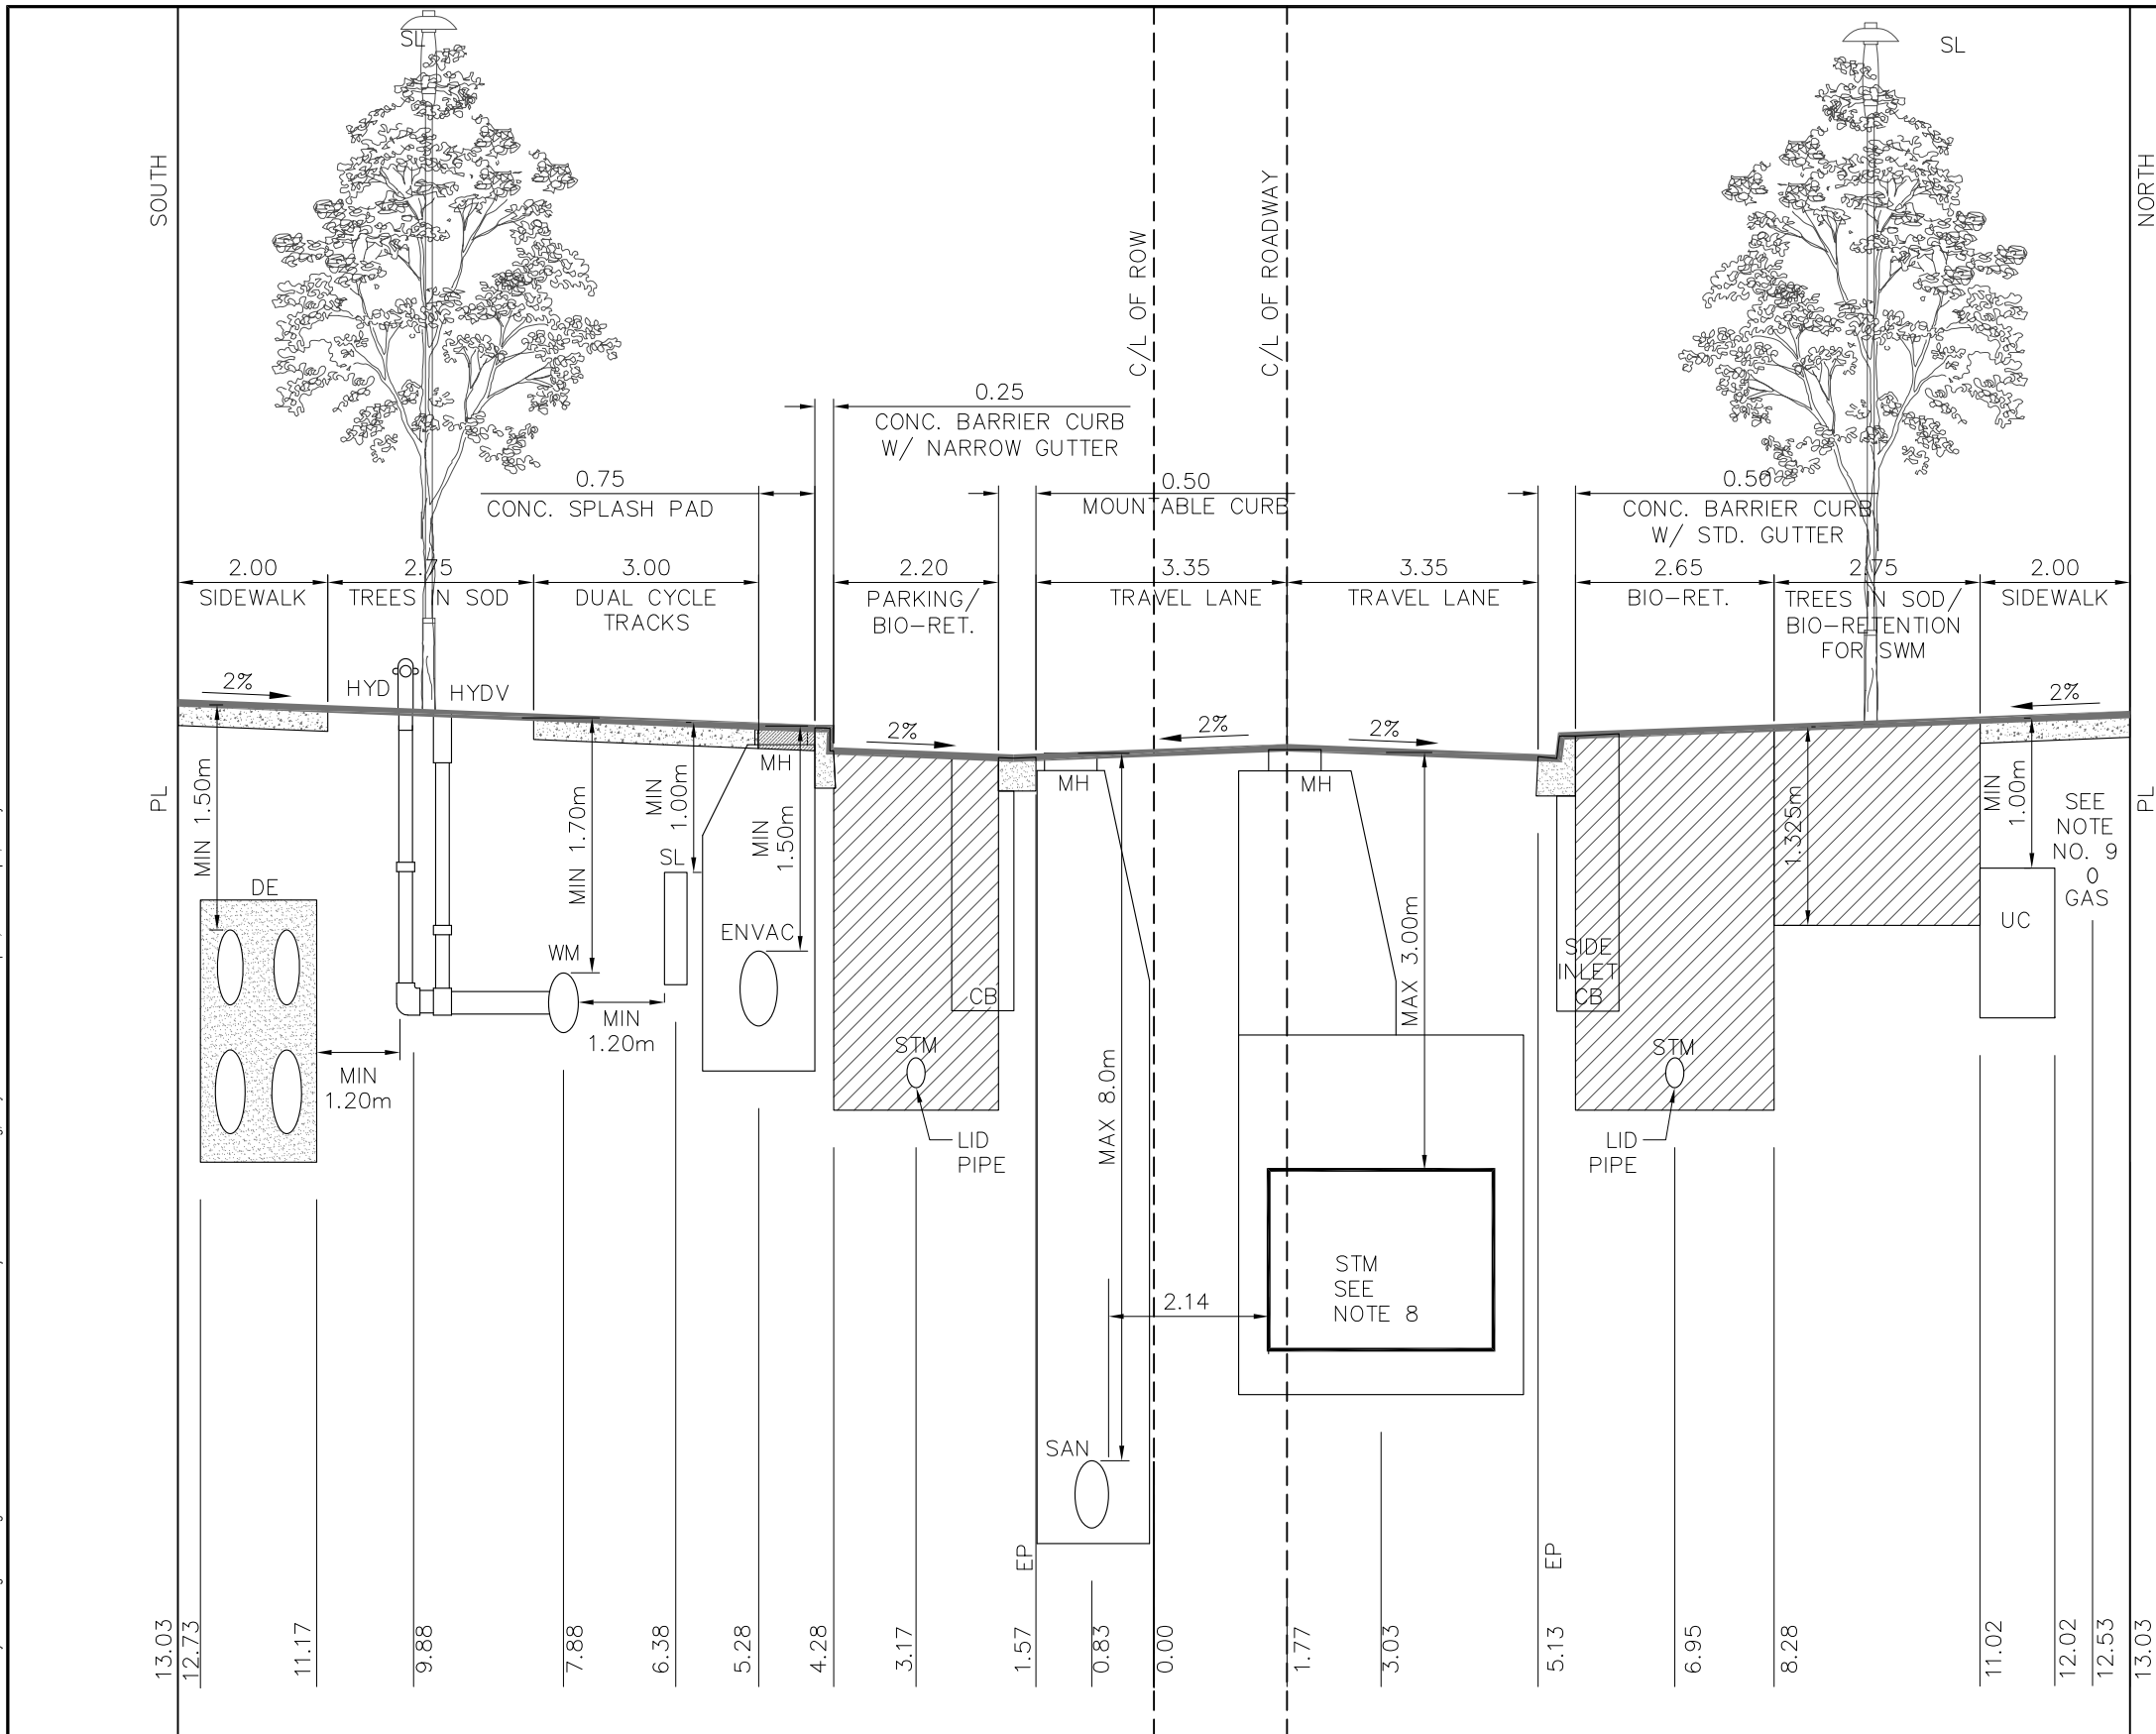 SL
SL
SOUTH
NORTH
C/L OF ROW
C/L OF ROADWAY
0.25
CONC. BARRIER CURB
W/ NARROW GUTTER
0.75
CONC. SPLASH PAD
0.50
MOUNTABLE CURB
0.50
CONC. BARRIER CURB
W/ STD. GUTTER
2.00
SIDEWALK
2.75
TREES IN SOD
3.00
DUAL CYCLE
TRACKS
2.20
PARKING/
BIO-RET.
3.35
TRAVEL LANE
3.35
TRAVEL LANE
2.65
BIO-RET.
2.75
TREES IN SOD/
BIO-RETENTION
FOR SWM
2.00
SIDEWALK
2%
HYD
HYDV
2%
2%
2%
2%
PL
MIN 1.50m
MIN 1.70m
MIN
1.00m
MH
MIN
1.50m
MH
MH
1.325m
MIN
1.00m
SEE
NOTE
NO. 9
GAS
PL
DE
SL
WM
ENVAC
CB
MAX 3.00m
SIDE
INLET
CB
UC
MIN
1.20m
MIN
1.20m
STM
STM
LID
PIPE
LID
PIPE
MAX 8.0m
2.14
STM
SEE
NOTE 8
SAN
EP
EP
13.03
12.73
11.17
9.88
7.88
6.38
5.28
4.28
3.17
1.57
0.83
0.00
1.77
3.03
5.13
6.95
8.28
11.02
12.02
12.53
13.03